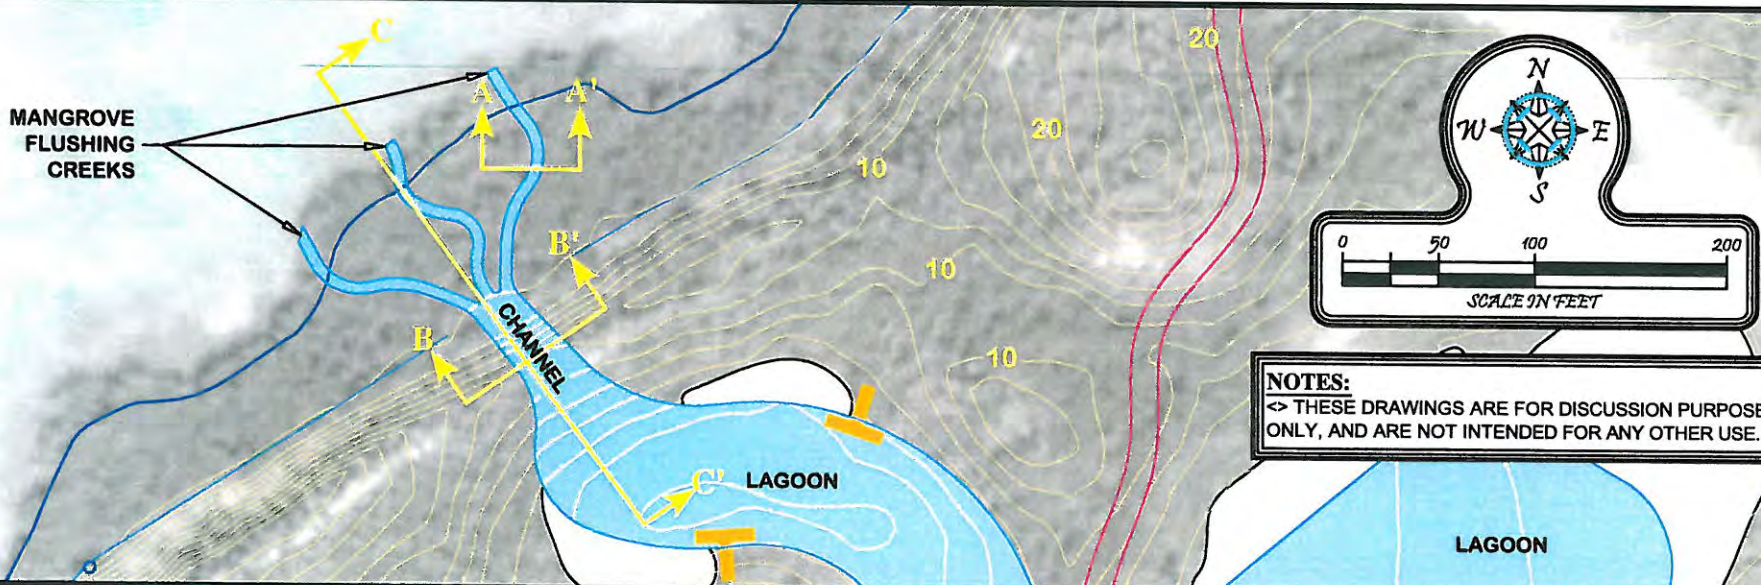 C
MANGROVE
FLUSHING
CREEKS
A A'
20
20
10
B'
10
B
CHANNEL
10
C'
LAGOON
N
W E
S
0 50 100 200
SCALE IN FEET
NOTES:
<> THESE DRAWINGS ARE FOR DISCUSSION PURPOSE
ONLY, AND ARE NOT INTENDED FOR ANY OTHER USE.
LAGOON